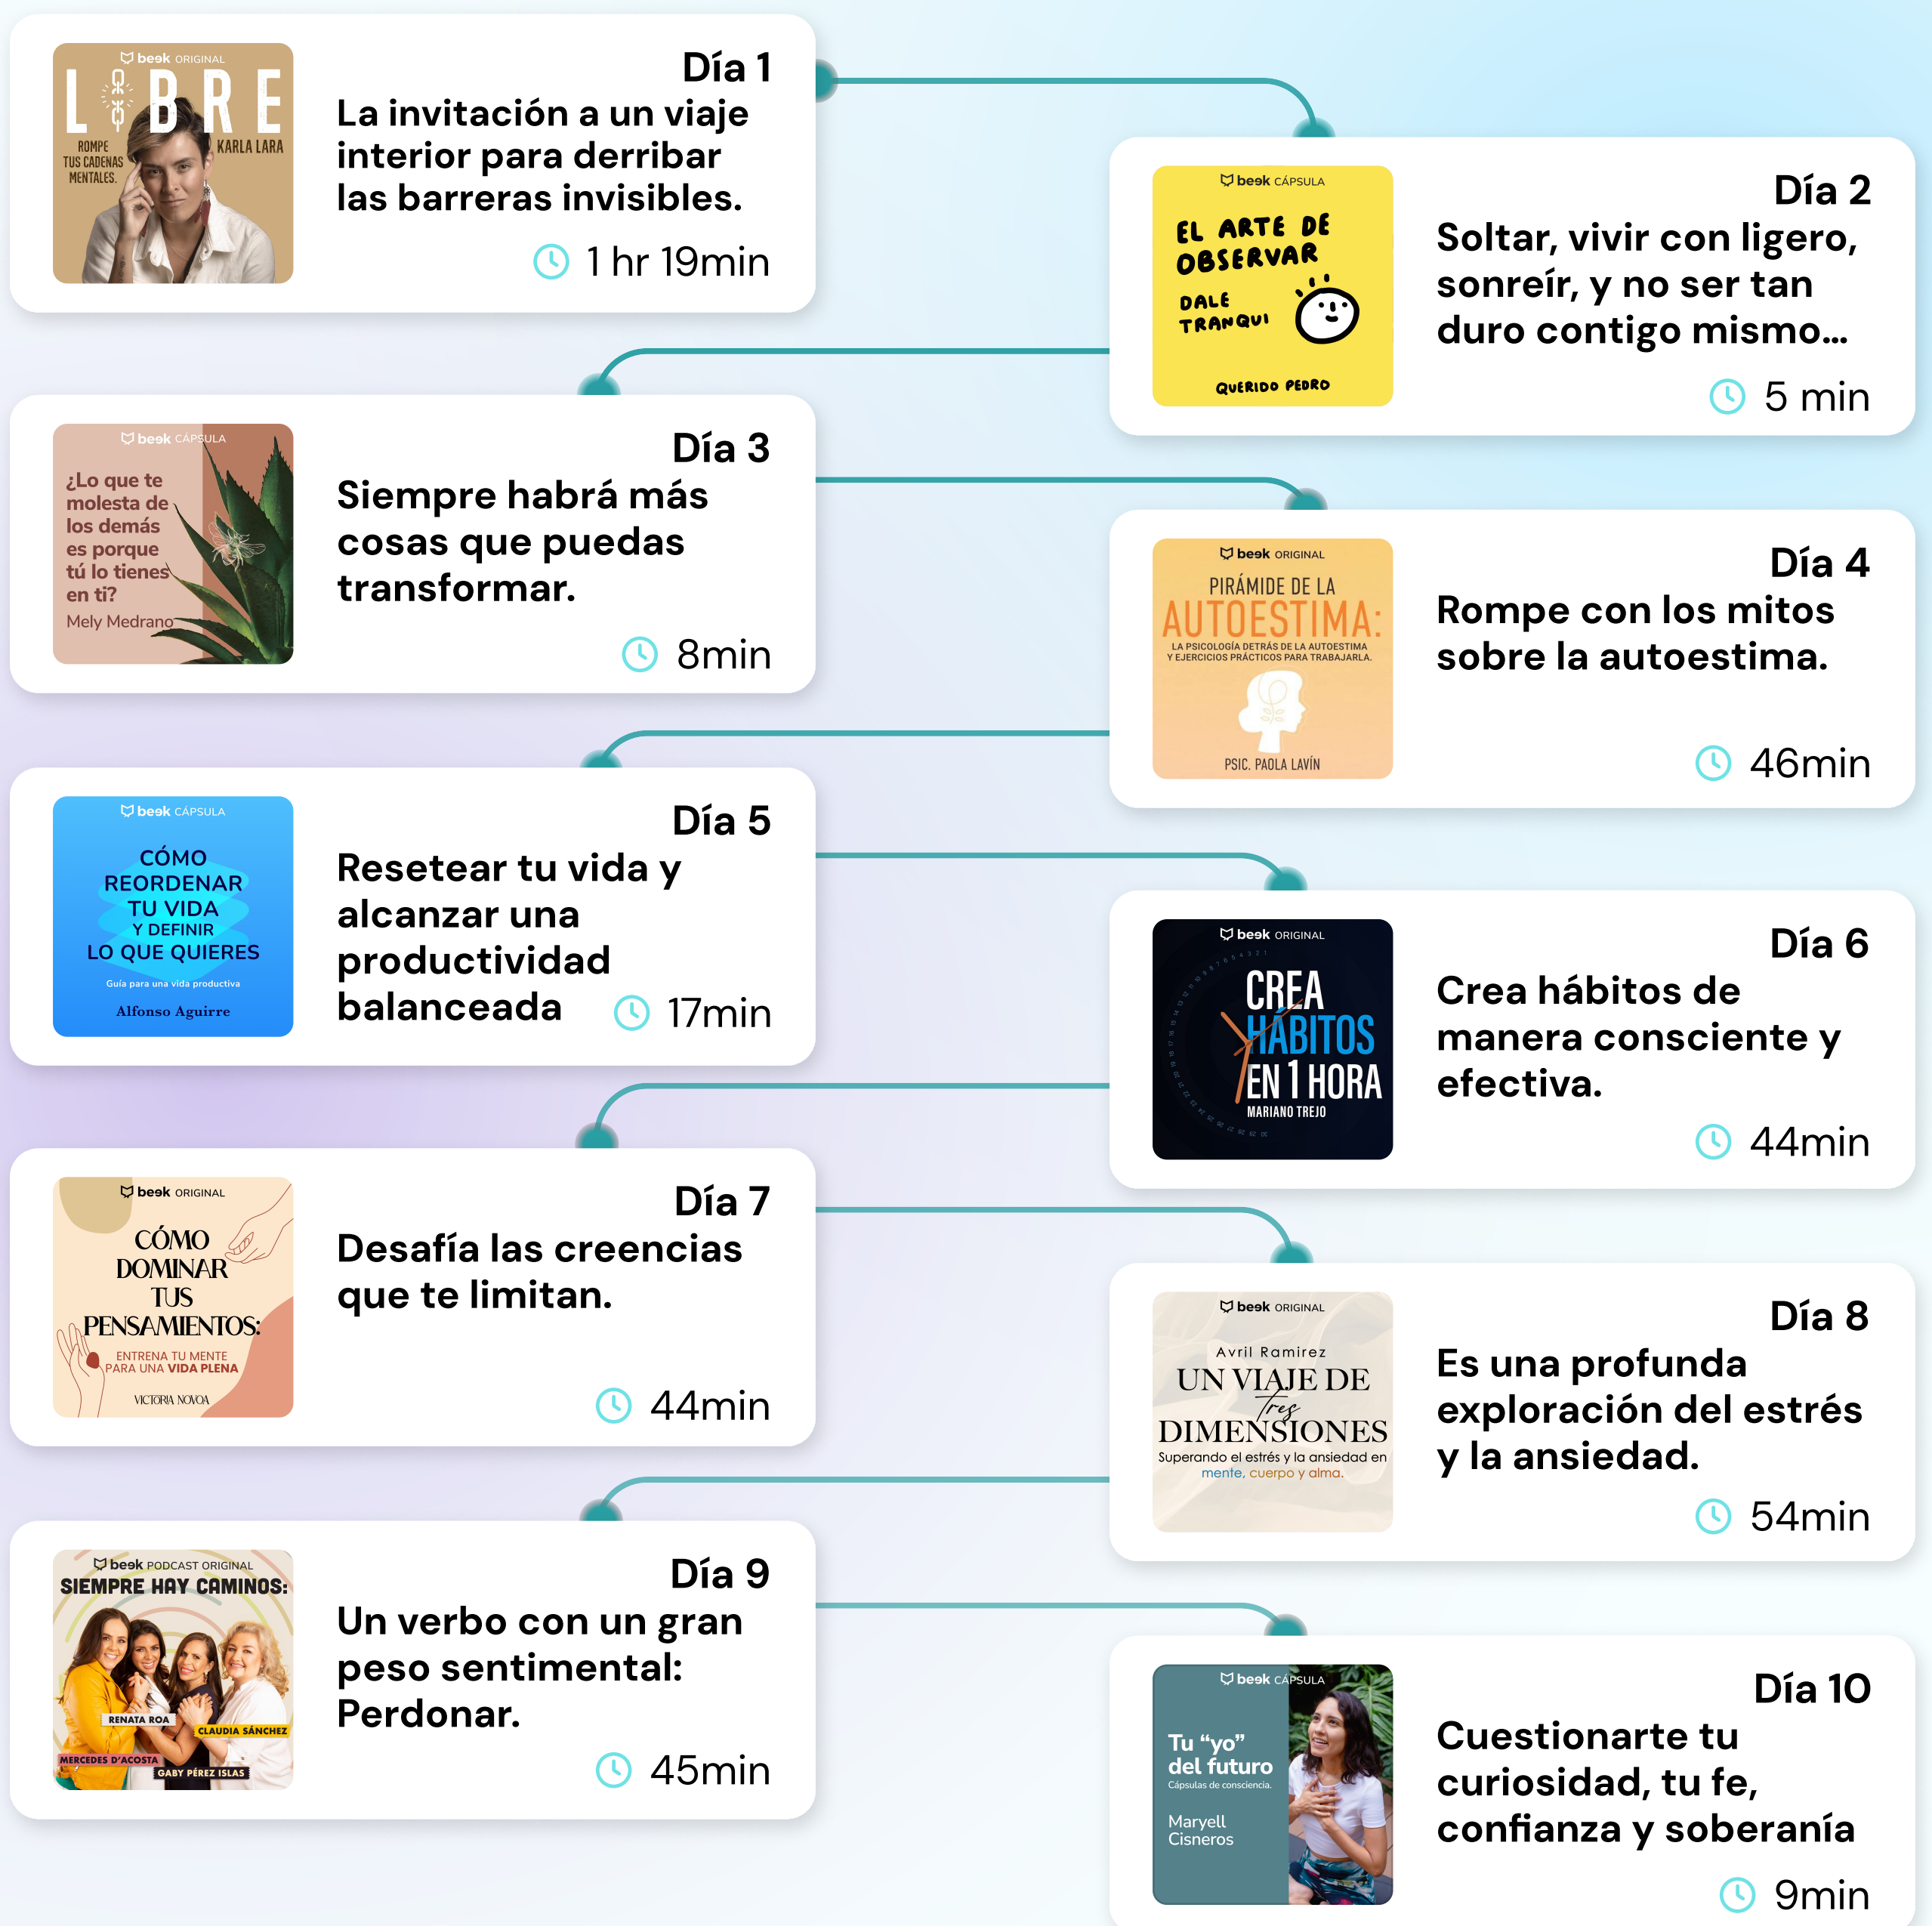 beek ORIGINAL
LIBRE
ROMPE
TUS CADENAS
MENTALES.
KARLA LARA
Día 1
La invitación a un viaje
interior para derribar
las barreras invisibles.
1 hr 19min
beek CÁPSULA
EL ARTE DE
OBSERVAR
DALE
TRANQUI
QUERIDO PEDRO
Día 2
Soltar, vivir con ligero,
sonreír, y no ser tan
duro contigo mismo...
5 min
beek CÁPSULA
¿Lo que te
molesta de
los demás
es porque
tú lo tienes
en ti?
Mely Medrano
Día 3
Siempre habrá más
cosas que puedas
transformar.
8min
beek ORIGINAL
PIRÁMIDE DE LA
AUTOESTIMA:
LA PSICOLOGÍA DETRÁS DE LA AUTOESTIMA
Y EJERCICIOS PRÁCTICOS PARA TRABAJARLA.
PSIC. PAOLA LAVÍN
Día 4
Rompe con los mitos
sobre la autoestima.
46min
beek CÁPSULA
CÓMO
REORDENAR
TU VIDA
Y DEFINIR
LO QUE QUIERES
Guía para una vida productiva
Alfonso Aguirre
Día 5
Resetear tu vida y
alcanzar una
productividad
balanceada
17min
beek ORIGINAL
CREA
HÁBITOS
EN 1 HORA
MARIANO TREJO
Día 6
Crea hábitos de
manera consciente y
efectiva.
44min
beek ORIGINAL
CÓMO
DOMINAR
TUS
PENSAMIENTOS:
ENTRENA TU MENTE
PARA UNA VIDA PLENA
VICTORIA NOVOA
Día 7
Desafía las creencias
que te limitan.
44min
beek ORIGINAL
Avril Ramirez
UN VIAJE DE
Tres
DIMENSIONES
Superando el estrés y la ansiedad en
mente, cuerpo y alma.
Día 8
Es una profunda
exploración del estrés
y la ansiedad.
54min
beek PODCAST ORIGINAL
SIEMPRE HAY CAMINOS:
RENATA ROA
CLAUDIA SÁNCHEZ
MERCEDES D'ACOSTA
GABY PÉREZ ISLAS
Día 9
Un verbo con un gran
peso sentimental:
Perdonar.
45min
beek CÁPSULA
Tu “yo”
del futuro
Cápsulas de consciencia.
Maryell
Cisneros
Día 10
Cuestionarte tu
curiosidad, tu fe,
confianza y soberanía
9min